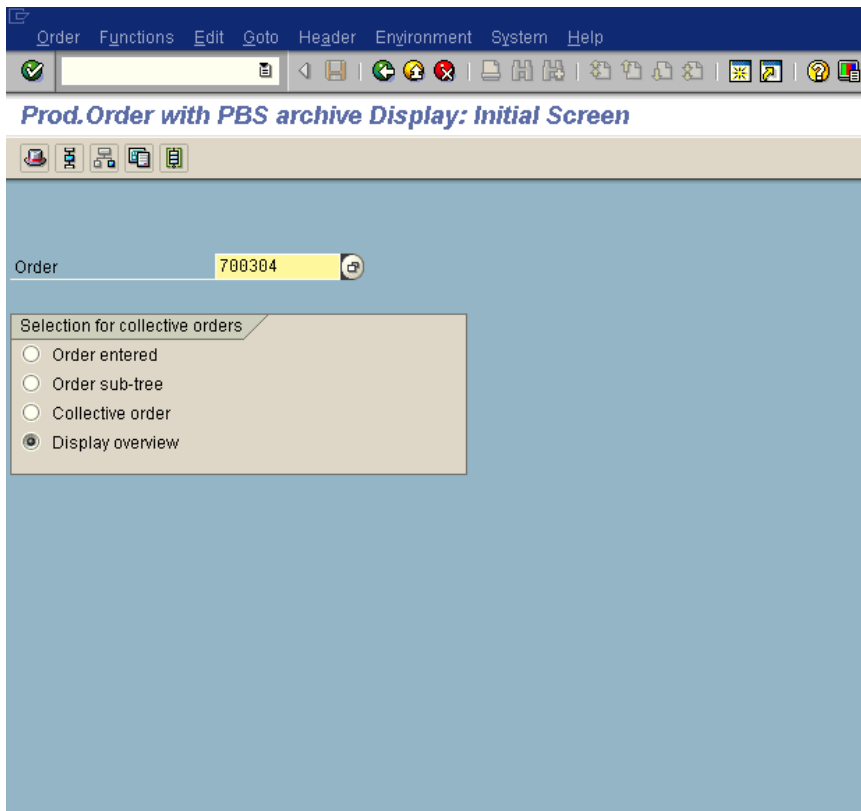 Order Functions Edit Goto Header Environment System Help
Prod.Order with PBS archive Display: Initial Screen
Order 700304
Selection for collective orders
Order entered
Order sub-tree
Collective order
Display overview